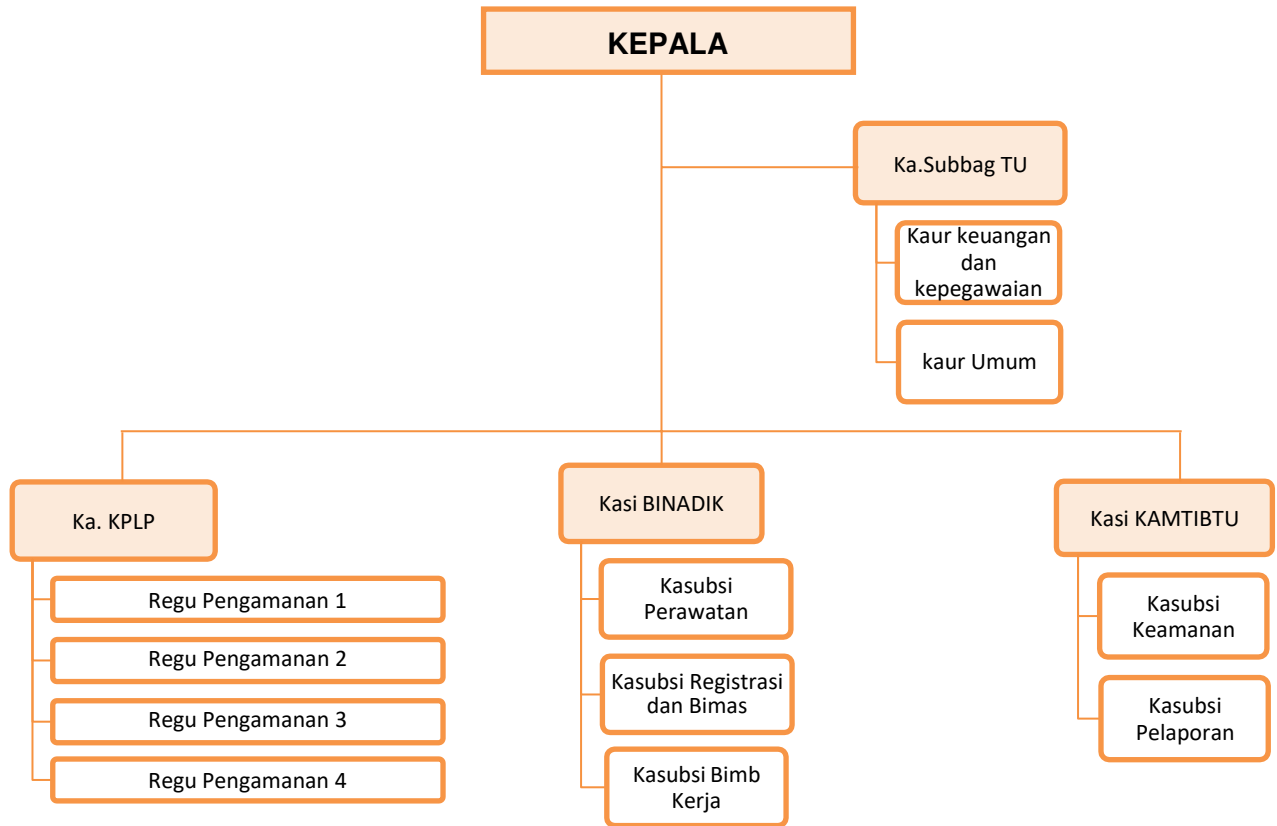 KEPALA
Ka.Subbag TU
Kaur keuangan
dan
kepegawaian
kaur Umum
Ka. KPLP
Regu Pengamanan 1
Regu Pengamanan 2
Regu Pengamanan 3
Regu Pengamanan 4
Kasi BINADIK
Kasubsi
Perawatan
Kasubsi Registrasi
dan Bimas
Kasubsi Bimb
Kerja
Kasi KAMTIBTU
Kasubsi
Keamanan
Kasubsi
Pelaporan